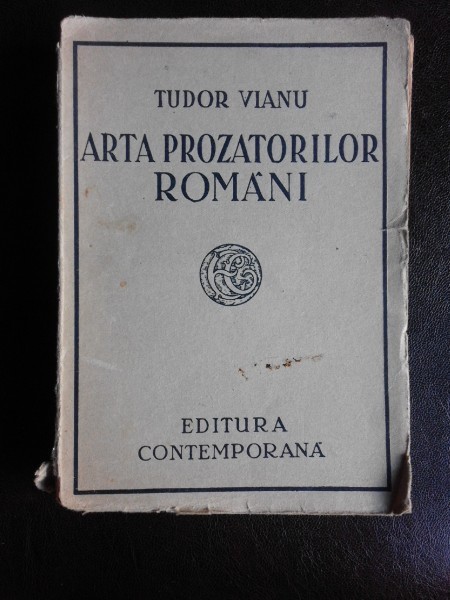 TUDOR VIANU
ARTA PROZATORILOR
ROMÂNI
EDITURA
CONTEMPORANĂ